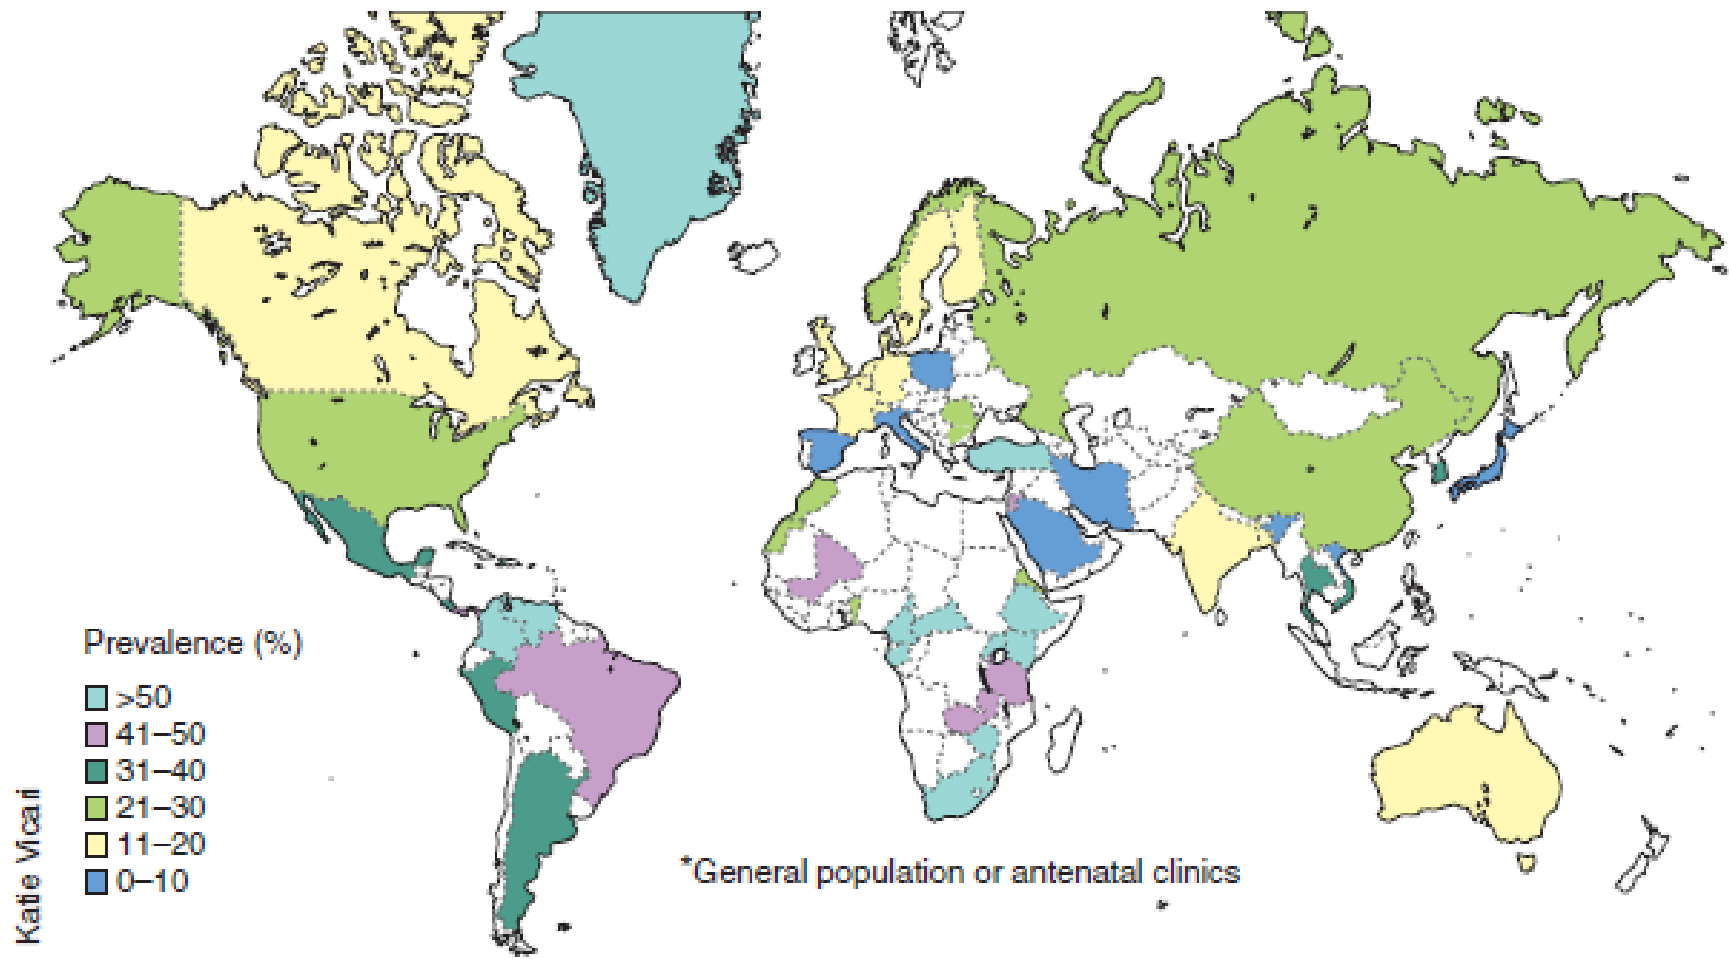 Prevalence (%)
>50
41–50
31–40
21–30
11–20
0–10
*General population or antenatal clinics
Katie Vicari